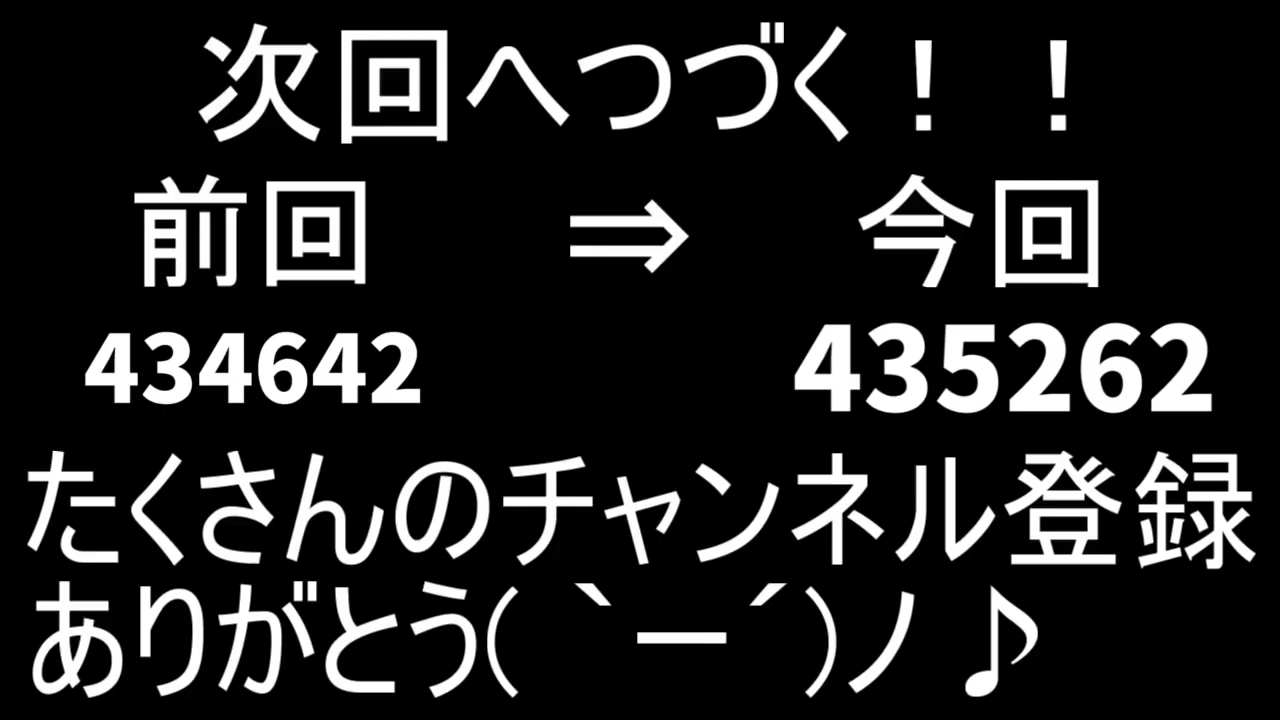 次回へつづく！！
前回 ⇒ 今回
434642 435262
たくさんのチャンネル登録
ありがとう( ｀ー´)ノ♪